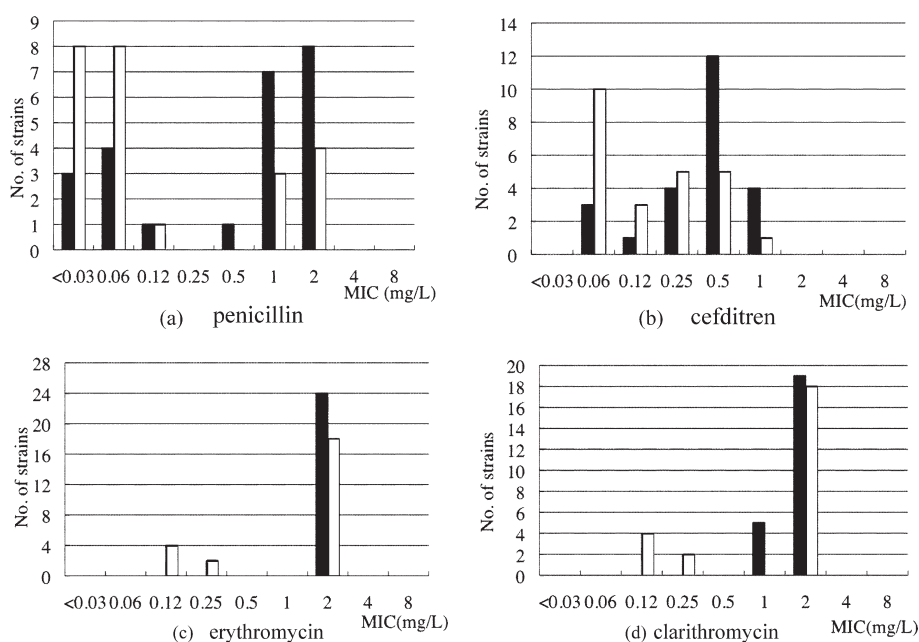 9
8
7
6
5
4
3
2
1
0
No. of strains
<0.03 0.06 0.12 0.25 0.5 1 2 4 8
MIC (mg/L)
(a) penicillin
14
12
10
8
6
4
2
0
No. of strains
<0.03 0.06 0.12 0.25 0.5 1 2 4 8
MIC(mg/L)
(b) cefditren
28
24
20
16
12
8
4
0
No. of strains
<0.03 0.06 0.12 0.25 0.5 1 2 4 8
MIC(mg/L)
(c) erythromycin
20
18
16
14
12
10
8
6
4
2
0
No. of strains
<0.03 0.06 0.12 0.25 0.5 1 2 4 8
MIC(mg/L)
(d) clarithromycin